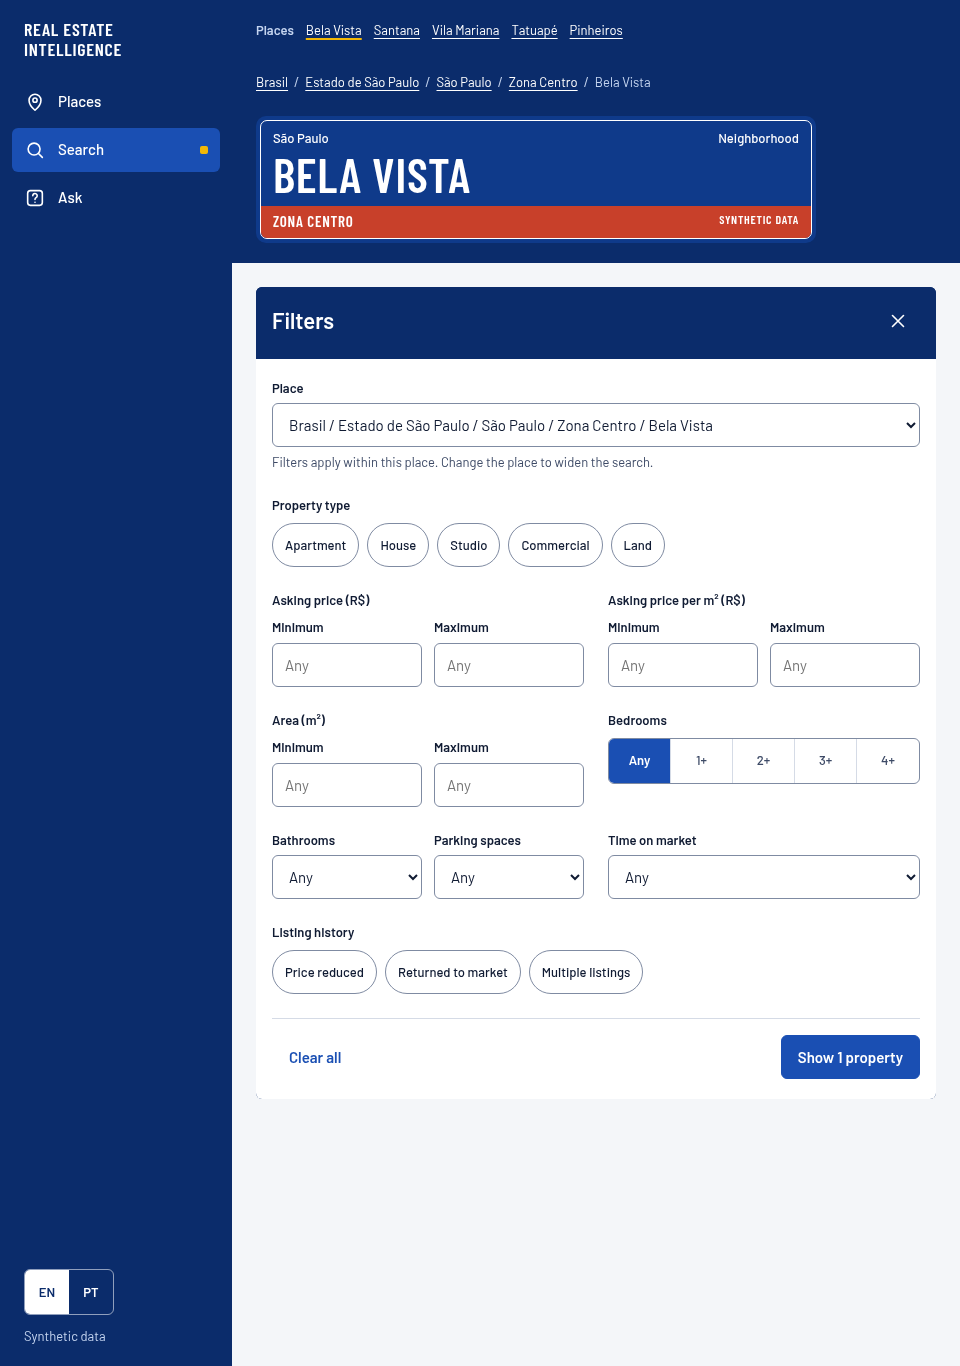 REAL ESTATE
INTELLIGENCE
Places
Search
Ask
Places Bela Vista Santana Vila Mariana Tatuapé Pinheiros
Brasil / Estado de São Paulo / São Paulo / Zona Centro / Bela Vista
São Paulo Neighborhood
BELA VISTA
ZONA CENTRO SYNTHETIC DATA
Filters
Place
Brasil / Estado de São Paulo / São Paulo / Zona Centro / Bela Vista
Filters apply within this place. Change the place to widen the search.
Property type
Apartment House Studio Commercial Land
Asking price (R$) Asking price per m² (R$)
Minimum Maximum Minimum Maximum
Any Any Any Any
Area (m²) Bedrooms
Minimum Maximum
Any 1+ 2+ 3+ 4+
Any Any
Bathrooms Parking spaces Time on market
Any Any Any
Listing history
Price reduced Returned to market Multiple listings
Clear all Show 1 property
EN PT
Synthetic data